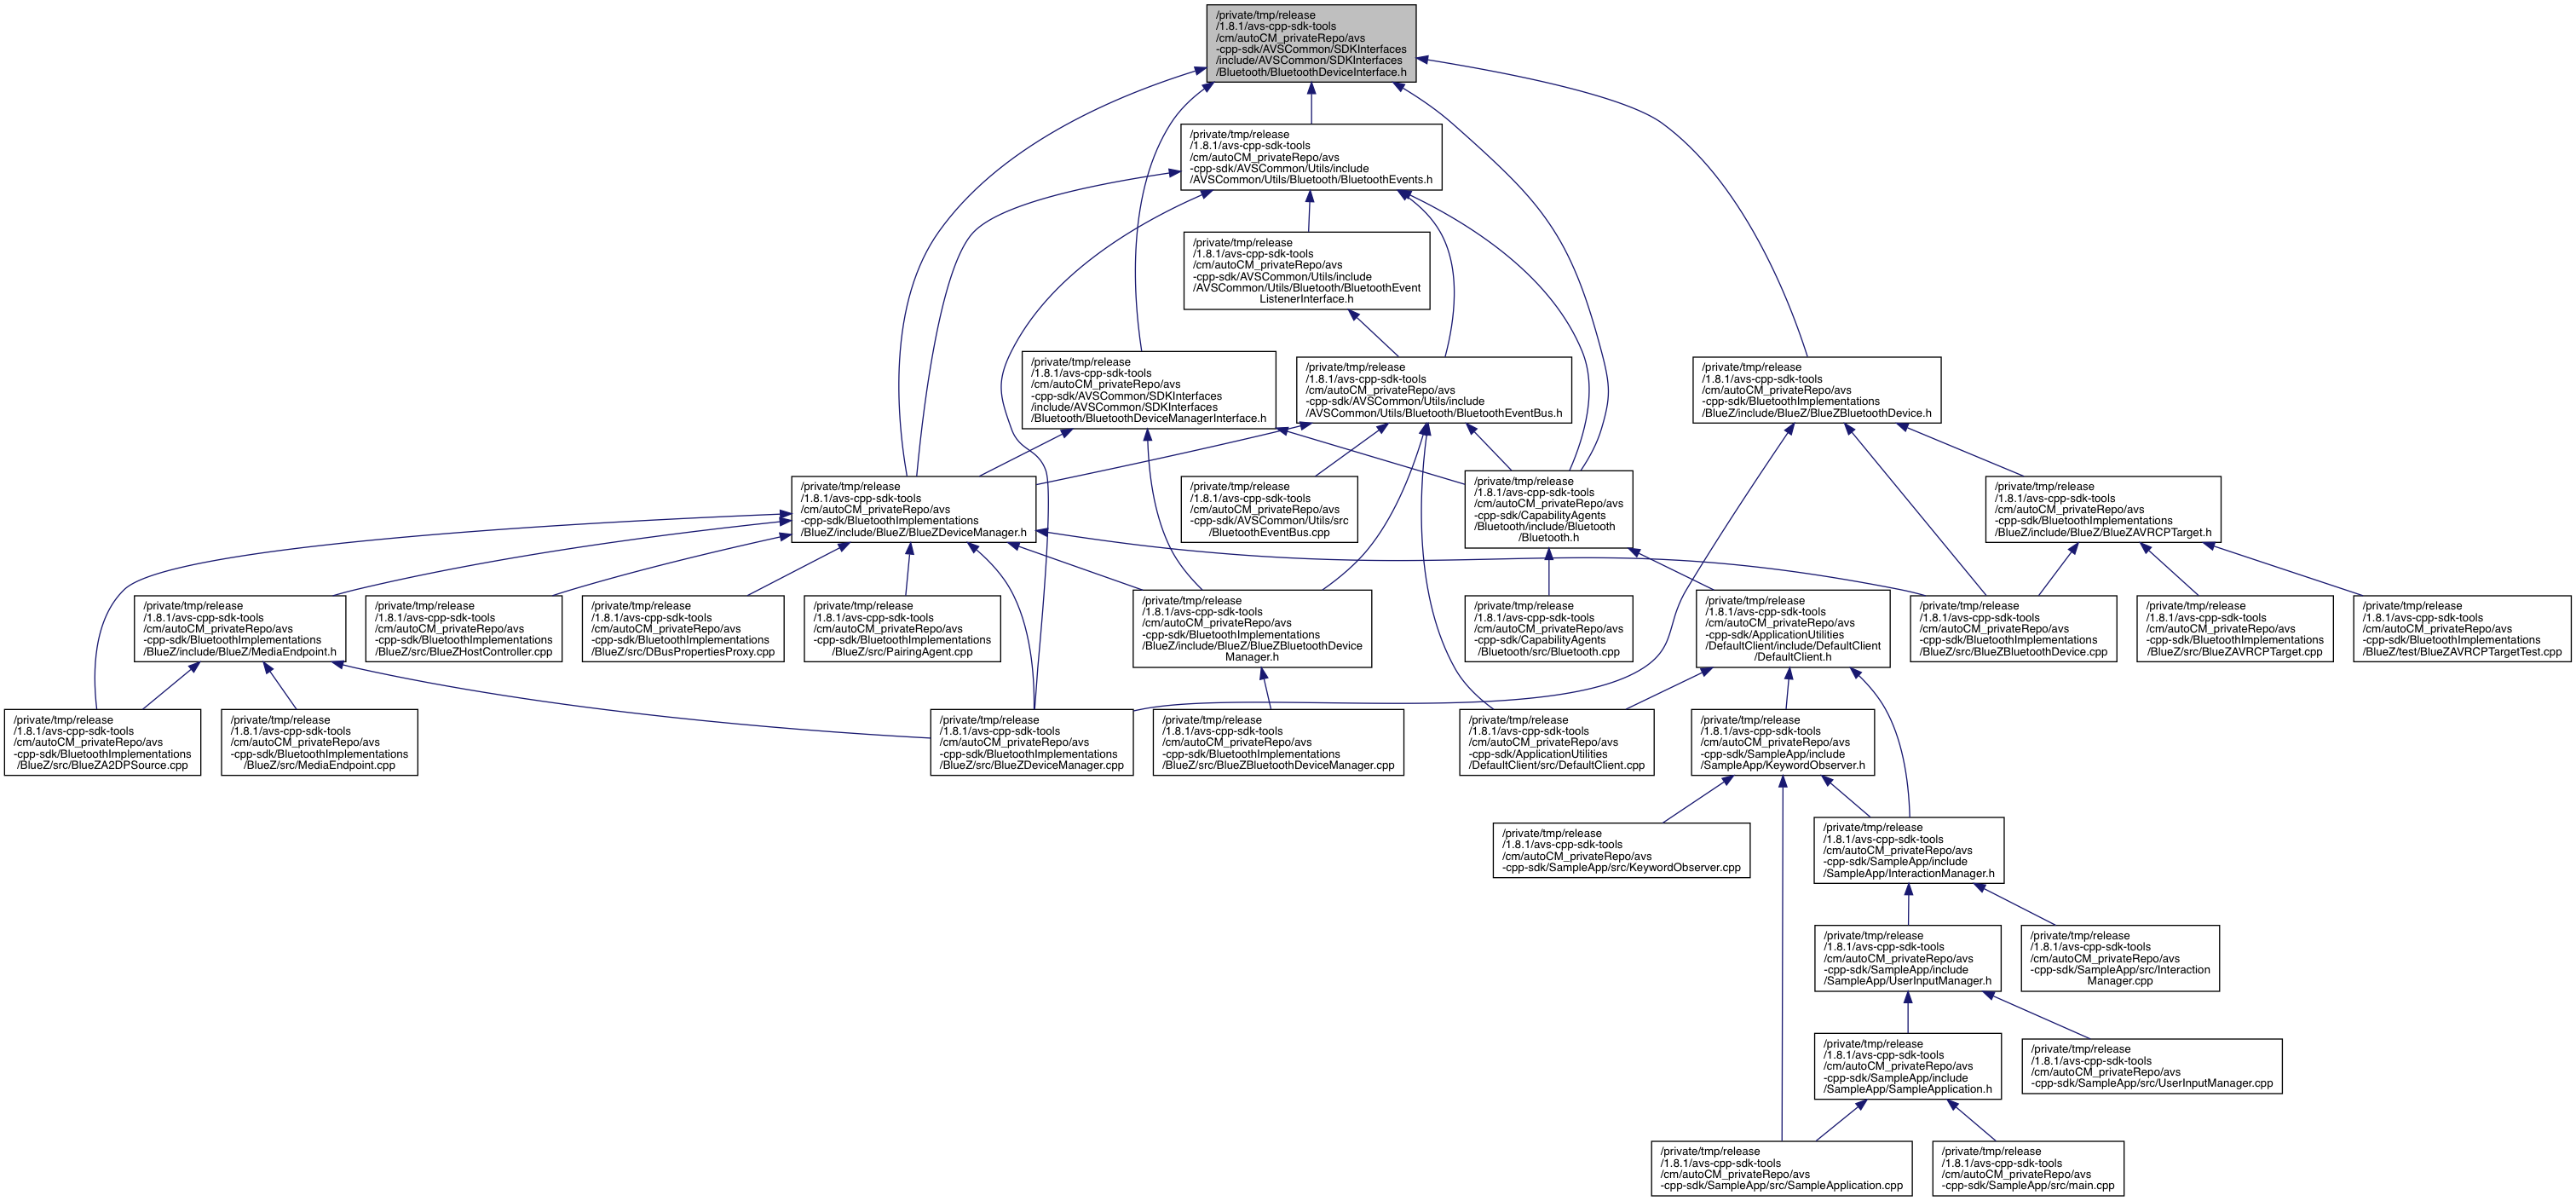 /private/tmp/release
/1.8.1/avs-cpp-sdk-tools
/cm/autoCM_privateRepo/avs
-cpp-sdk/AVSCommon/SDKInterfaces
/include/AVSCommon/SDKInterfaces
/Bluetooth/BluetoothDeviceInterface.h
/private/tmp/release
/1.8.1/avs-cpp-sdk-tools
/cm/autoCM_privateRepo/avs
-cpp-sdk/AVSCommon/Utils/include
/AVSCommon/Utils/Bluetooth/BluetoothEvents.h
/private/tmp/release
/1.8.1/avs-cpp-sdk-tools
/cm/autoCM_privateRepo/avs
-cpp-sdk/AVSCommon/Utils/include
/AVSCommon/Utils/Bluetooth/BluetoothEvent
ListenerInterface.h
/private/tmp/release
/1.8.1/avs-cpp-sdk-tools
/cm/autoCM_privateRepo/avs
-cpp-sdk/AVSCommon/SDKInterfaces
/include/AVSCommon/SDKInterfaces
/Bluetooth/BluetoothDeviceManagerInterface.h
/private/tmp/release
/1.8.1/avs-cpp-sdk-tools
/cm/autoCM_privateRepo/avs
-cpp-sdk/AVSCommon/Utils/include
/AVSCommon/Utils/Bluetooth/BluetoothEventBus.h
/private/tmp/release
/1.8.1/avs-cpp-sdk-tools
/cm/autoCM_privateRepo/avs
-cpp-sdk/BluetoothImplementations
/BlueZ/include/BlueZ/BlueZBluetoothDevice.h
/private/tmp/release
/1.8.1/avs-cpp-sdk-tools
/cm/autoCM_privateRepo/avs
-cpp-sdk/BluetoothImplementations
/BlueZ/include/BlueZ/BlueZDeviceManager.h
/private/tmp/release
/1.8.1/avs-cpp-sdk-tools
/cm/autoCM_privateRepo/avs
-cpp-sdk/AVSCommon/Utils/src
/BluetoothEventBus.cpp
/private/tmp/release
/1.8.1/avs-cpp-sdk-tools
/cm/autoCM_privateRepo/avs
-cpp-sdk/CapabilityAgents
/Bluetooth/include/Bluetooth
/Bluetooth.h
/private/tmp/release
/1.8.1/avs-cpp-sdk-tools
/cm/autoCM_privateRepo/avs
-cpp-sdk/BluetoothImplementations
/BlueZ/include/BlueZ/BlueZAVRCPTarget.h
/private/tmp/release
/1.8.1/avs-cpp-sdk-tools
/cm/autoCM_privateRepo/avs
-cpp-sdk/BluetoothImplementations
/BlueZ/include/BlueZ/MediaEndpoint.h
/private/tmp/release
/1.8.1/avs-cpp-sdk-tools
/cm/autoCM_privateRepo/avs
-cpp-sdk/BluetoothImplementations
/BlueZ/src/BlueZHostController.cpp
/private/tmp/release
/1.8.1/avs-cpp-sdk-tools
/cm/autoCM_privateRepo/avs
-cpp-sdk/BluetoothImplementations
/BlueZ/src/DBusPropertiesProxy.cpp
/private/tmp/release
/1.8.1/avs-cpp-sdk-tools
/cm/autoCM_privateRepo/avs
-cpp-sdk/BluetoothImplementations
/BlueZ/src/PairingAgent.cpp
/private/tmp/release
/1.8.1/avs-cpp-sdk-tools
/cm/autoCM_privateRepo/avs
-cpp-sdk/BluetoothImplementations
/BlueZ/include/BlueZ/BlueZBluetoothDevice
Manager.h
/private/tmp/release
/1.8.1/avs-cpp-sdk-tools
/cm/autoCM_privateRepo/avs
-cpp-sdk/CapabilityAgents
/Bluetooth/src/Bluetooth.cpp
/private/tmp/release
/1.8.1/avs-cpp-sdk-tools
/cm/autoCM_privateRepo/avs
-cpp-sdk/ApplicationUtilities
/DefaultClient/include/DefaultClient
/DefaultClient.h
/private/tmp/release
/1.8.1/avs-cpp-sdk-tools
/cm/autoCM_privateRepo/avs
-cpp-sdk/BluetoothImplementations
/BlueZ/src/BlueZBluetoothDevice.cpp
/private/tmp/release
/1.8.1/avs-cpp-sdk-tools
/cm/autoCM_privateRepo/avs
-cpp-sdk/BluetoothImplementations
/BlueZ/src/BlueZAVRCPTarget.cpp
/private/tmp/release
/1.8.1/avs-cpp-sdk-tools
/cm/autoCM_privateRepo/avs
-cpp-sdk/BluetoothImplementations
/BlueZ/test/BlueZAVRCPTargetTest.cpp
/private/tmp/release
/1.8.1/avs-cpp-sdk-tools
/cm/autoCM_privateRepo/avs
-cpp-sdk/BluetoothImplementations
/BlueZ/src/BlueZA2DPSource.cpp
/private/tmp/release
/1.8.1/avs-cpp-sdk-tools
/cm/autoCM_privateRepo/avs
-cpp-sdk/BluetoothImplementations
/BlueZ/src/MediaEndpoint.cpp
/private/tmp/release
/1.8.1/avs-cpp-sdk-tools
/cm/autoCM_privateRepo/avs
-cpp-sdk/BluetoothImplementations
/BlueZ/src/BlueZDeviceManager.cpp
/private/tmp/release
/1.8.1/avs-cpp-sdk-tools
/cm/autoCM_privateRepo/avs
-cpp-sdk/BluetoothImplementations
/BlueZ/src/BlueZBluetoothDeviceManager.cpp
/private/tmp/release
/1.8.1/avs-cpp-sdk-tools
/cm/autoCM_privateRepo/avs
-cpp-sdk/ApplicationUtilities
/DefaultClient/src/DefaultClient.cpp
/private/tmp/release
/1.8.1/avs-cpp-sdk-tools
/cm/autoCM_privateRepo/avs
-cpp-sdk/SampleApp/include
/SampleApp/KeywordObserver.h
/private/tmp/release
/1.8.1/avs-cpp-sdk-tools
/cm/autoCM_privateRepo/avs
-cpp-sdk/SampleApp/src/KeywordObserver.cpp
/private/tmp/release
/1.8.1/avs-cpp-sdk-tools
/cm/autoCM_privateRepo/avs
-cpp-sdk/SampleApp/include
/SampleApp/InteractionManager.h
/private/tmp/release
/1.8.1/avs-cpp-sdk-tools
/cm/autoCM_privateRepo/avs
-cpp-sdk/SampleApp/include
/SampleApp/UserInputManager.h
/private/tmp/release
/1.8.1/avs-cpp-sdk-tools
/cm/autoCM_privateRepo/avs
-cpp-sdk/SampleApp/src/Interaction
Manager.cpp
/private/tmp/release
/1.8.1/avs-cpp-sdk-tools
/cm/autoCM_privateRepo/avs
-cpp-sdk/SampleApp/include
/SampleApp/SampleApplication.h
/private/tmp/release
/1.8.1/avs-cpp-sdk-tools
/cm/autoCM_privateRepo/avs
-cpp-sdk/SampleApp/src/UserInputManager.cpp
/private/tmp/release
/1.8.1/avs-cpp-sdk-tools
/cm/autoCM_privateRepo/avs
-cpp-sdk/SampleApp/src/SampleApplication.cpp
/private/tmp/release
/1.8.1/avs-cpp-sdk-tools
/cm/autoCM_privateRepo/avs
-cpp-sdk/SampleApp/src/main.cpp